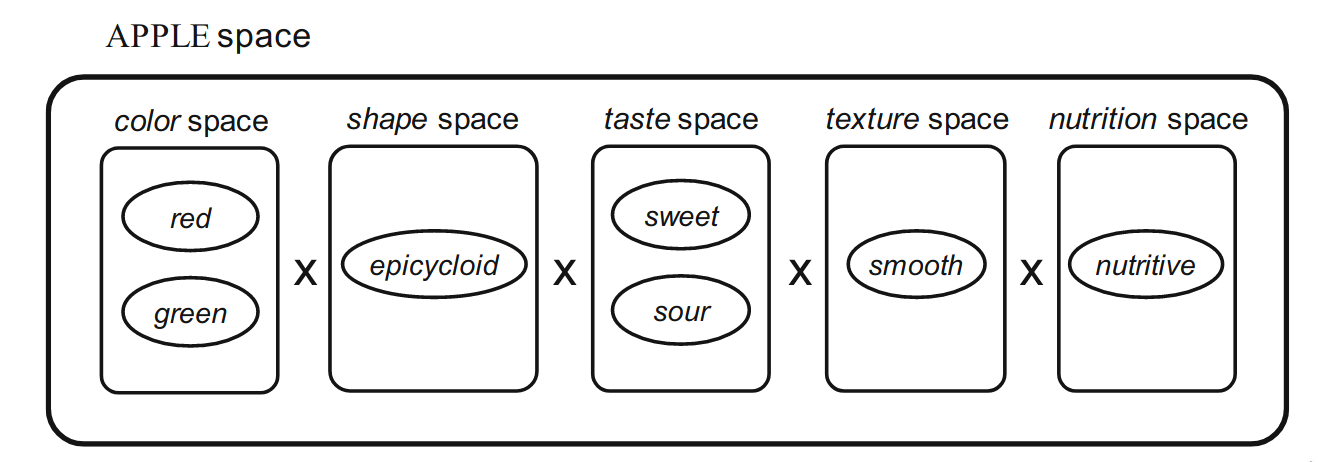 APPLE space
color space shape space taste space texture space nutrition space
red sweet
x epicycloid x x smooth x nutritive
green sour